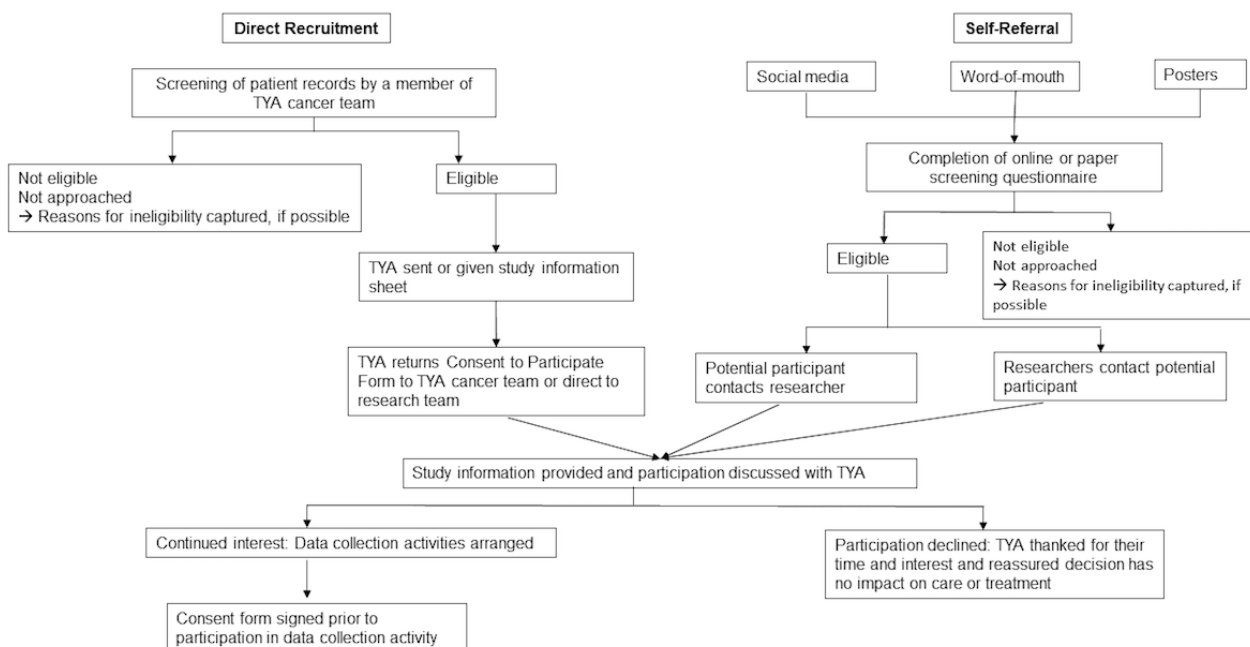 Direct Recruitment
Self-Referral
Screening of patient records by a member of
TYA cancer team
Social media
Word-of-mouth
Posters
Not eligible
Not approached
→ Reasons for ineligibility captured, if possible
Eligible
Completion of online or paper
screening questionnaire
TYA sent or given study information
sheet
Eligible
Not eligible
Not approached
→ Reasons for ineligibility captured, if
possible
TYA returns Consent to Participate
Form to TYA cancer team or direct to
research team
Potential participant
contacts researcher
Researchers contact potential
participant
Study information provided and participation discussed with TYA
Continued interest: Data collection activities arranged
Participation declined: TYA thanked for their
time and interest and reassured decision has
no impact on care or treatment
Consent form signed prior to
participation in data collection activity